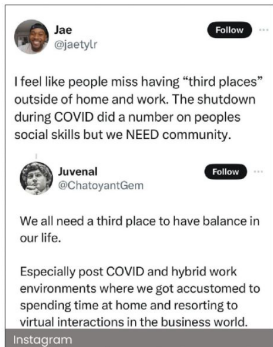 Jae
Follow
@jaetylr
I feel like people miss having “third places”
outside of home and work. The shutdown
during COVID did a number on peoples
social skills but we NEED community.
Juvenal
Follow
@ChatoyantGem
We all need a third place to have balance in
our life.
Especially post COVID and hybrid work
environments where we got accustomed to
spending time at home and resorting to
virtual interactions in the business world.
Instagram